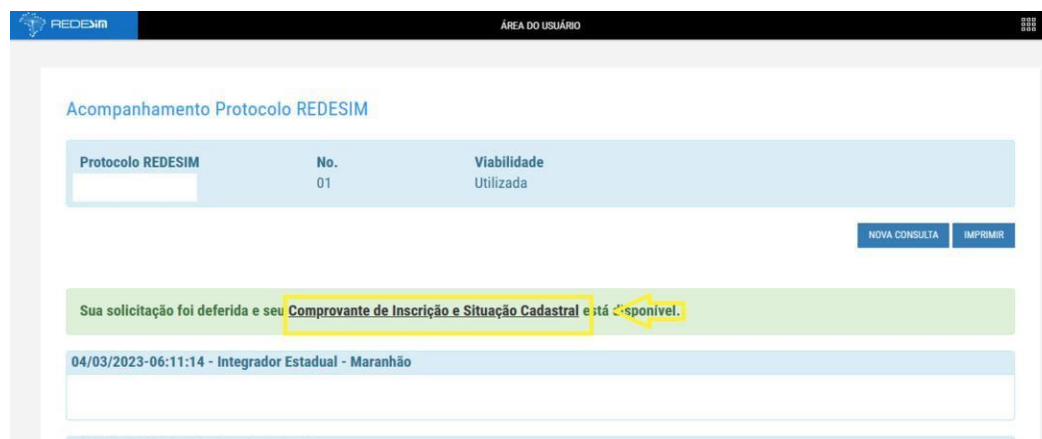 REDESIM
ÁREA DO USUÁRIO
Acompanhamento Protocolo REDESIM
Protocolo REDESIM No. Viabilidade
01 Utilizada
NOVA CONSULTA IMPRIMIR
Sua solicitação foi deferida e seu Comprovante de Inscrição e Situação Cadastral está disponível.
04/03/2023-06:11:14 - Integrador Estadual - Maranhão